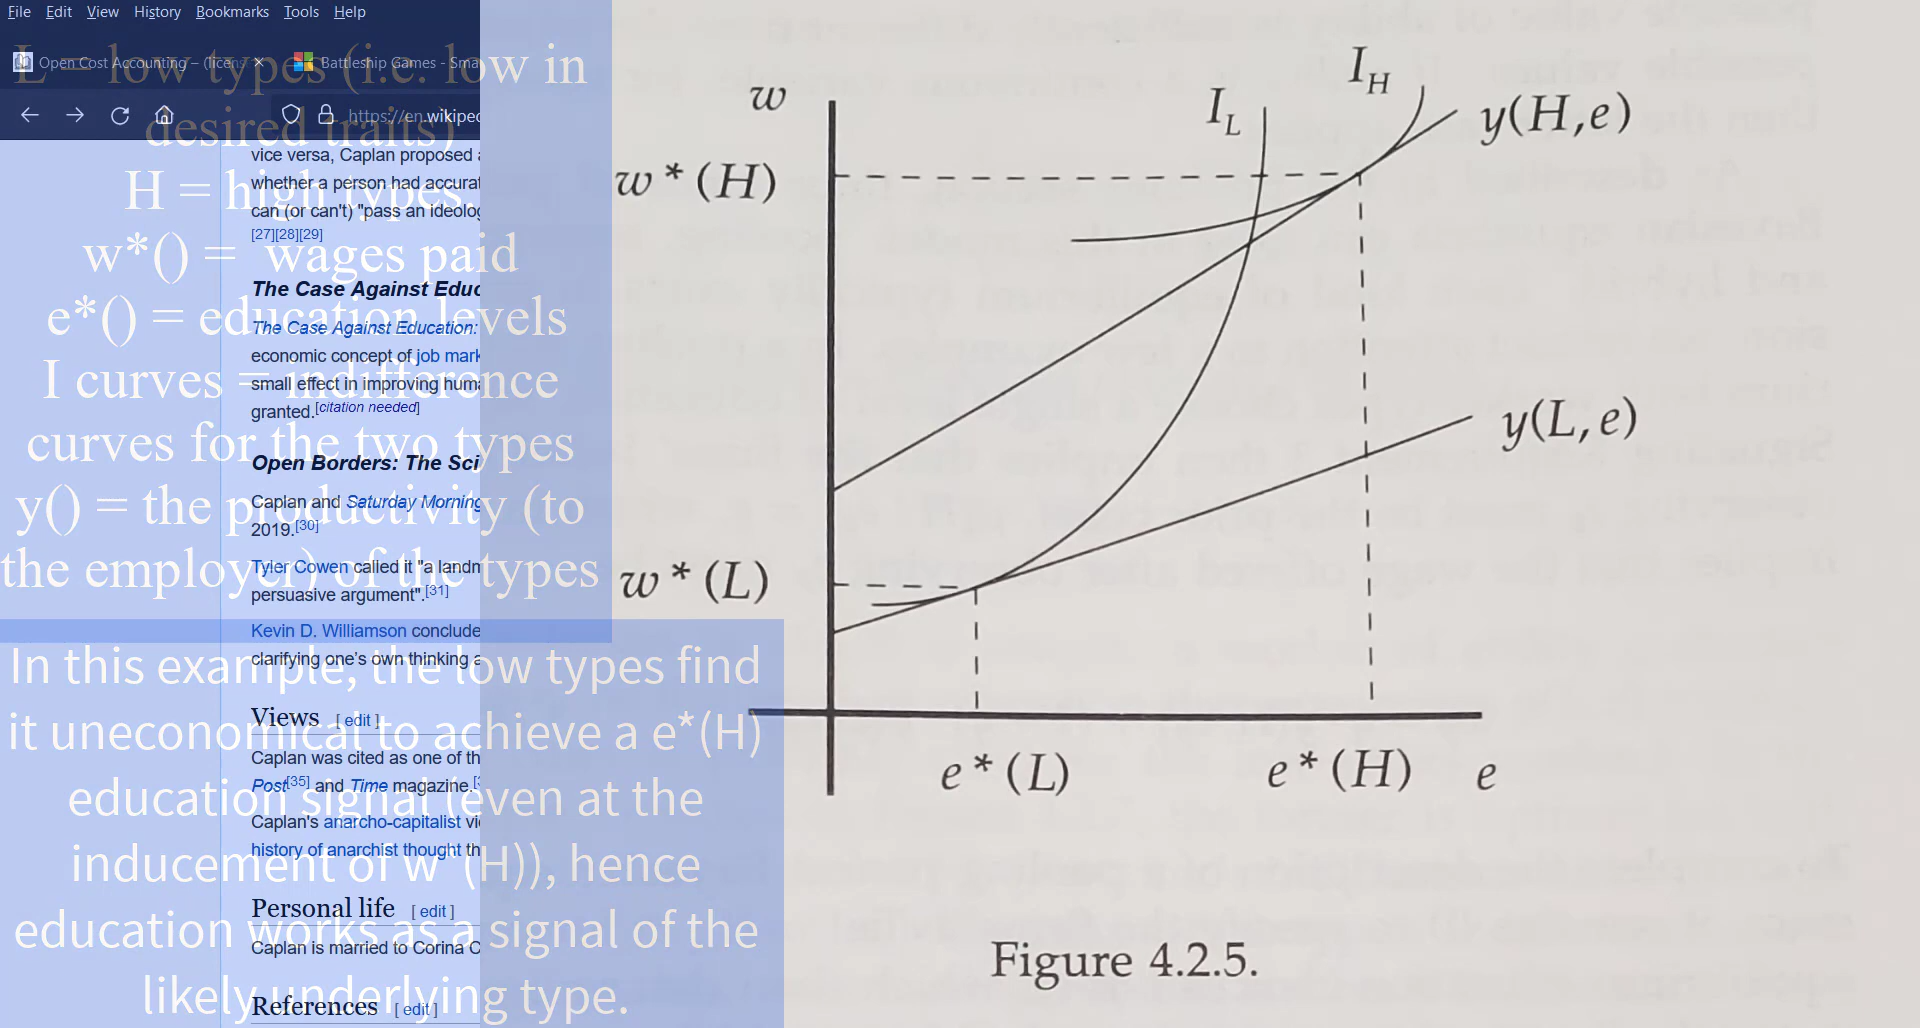 File Edit View History Bookmarks Tools Help
Open Cost Accounting – (licens
Battleship Games - Sma
https://en.wikiped
L = low types (i.e. low in
desired traits)
H = high types.
w*() = wages paid
e*() = education levels
I curves = indifference
curves for the two types
y() = the productivity (to
the employer) of the types
In this example, the low types find
it uneconomical to achieve a e*(H)
education signal (even at the
inducement of w*(H)), hence
education works as a signal of the
likely underlying type.
vice versa, Caplan proposed a
whether a person had accurat
can (or can't) "pass an ideolog
[27][28][29]
The Case Against Educ
The Case Against Education:
economic concept of job mark
small effect in improving huma
granted.[citation needed]
Open Borders: The Sci
Caplan and Saturday Morning
2019.[30]
Tyler Cowen called it "a landm
persuasive argument".[31]
Kevin D. Williamson conclude
clarifying one's own thinking a
Views [ edit ]
Caplan was cited as one of th
Post[35] and Time magazine.[3
Caplan's anarcho-capitalist vie
history of anarchist thought th
Personal life [ edit ]
Caplan is married to Corina C
References [ edit ]
w
I_L
I_H
y(H,e)
w*(H)
y(L,e)
w*(L)
e*(L) e*(H) e
Figure 4.2.5.